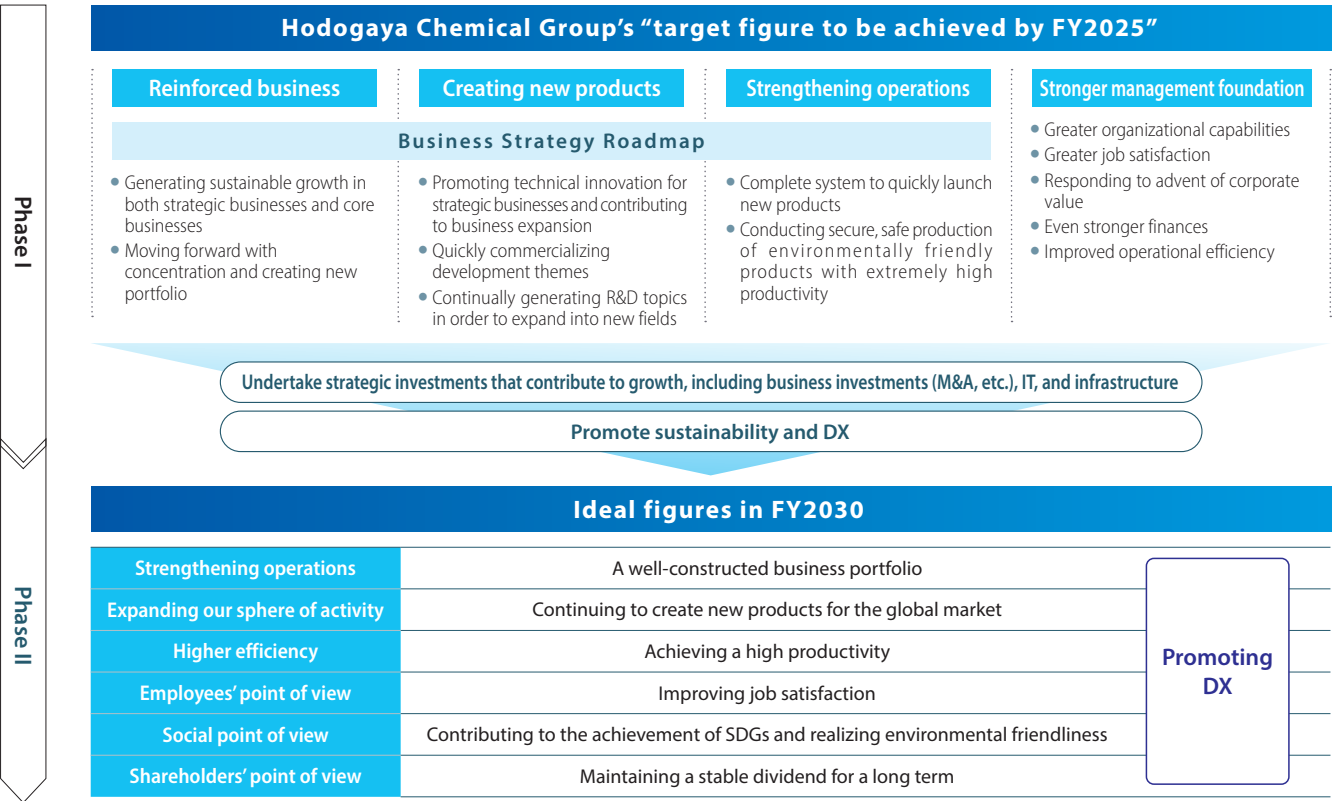 Hodogaya Chemical Group's “target figure to be achieved by FY2025”
Phase I
Reinforced business
Creating new products
Strengthening operations
Stronger management foundation
Business Strategy Roadmap
• Generating sustainable growth in
both strategic businesses and core
businesses
• Moving forward with
concentration and creating new
portfolio
• Promoting technical innovation for
strategic businesses and contributing
to business expansion
• Quickly commercializing
development themes
• Continually generating R&D topics
in order to expand into new fields
• Complete system to quickly launch
new products
• Conducting secure, safe production
of environmentally friendly
products with extremely high
productivity
• Greater organizational capabilities
• Greater job satisfaction
• Responding to advent of corporate
value
• Even stronger finances
• Improved operational efficiency
Undertake strategic investments that contribute to growth, including business investments (M&A, etc.), IT, and infrastructure
Promote sustainability and DX
Phase II
Ideal figures in FY2030
Strengthening operations
A well-constructed business portfolio
Expanding our sphere of activity
Continuing to create new products for the global market
Higher efficiency
Achieving a high productivity
Employees' point of view
Improving job satisfaction
Social point of view
Contributing to the achievement of SDGs and realizing environmental friendliness
Shareholders' point of view
Maintaining a stable dividend for a long term
Promoting
DX